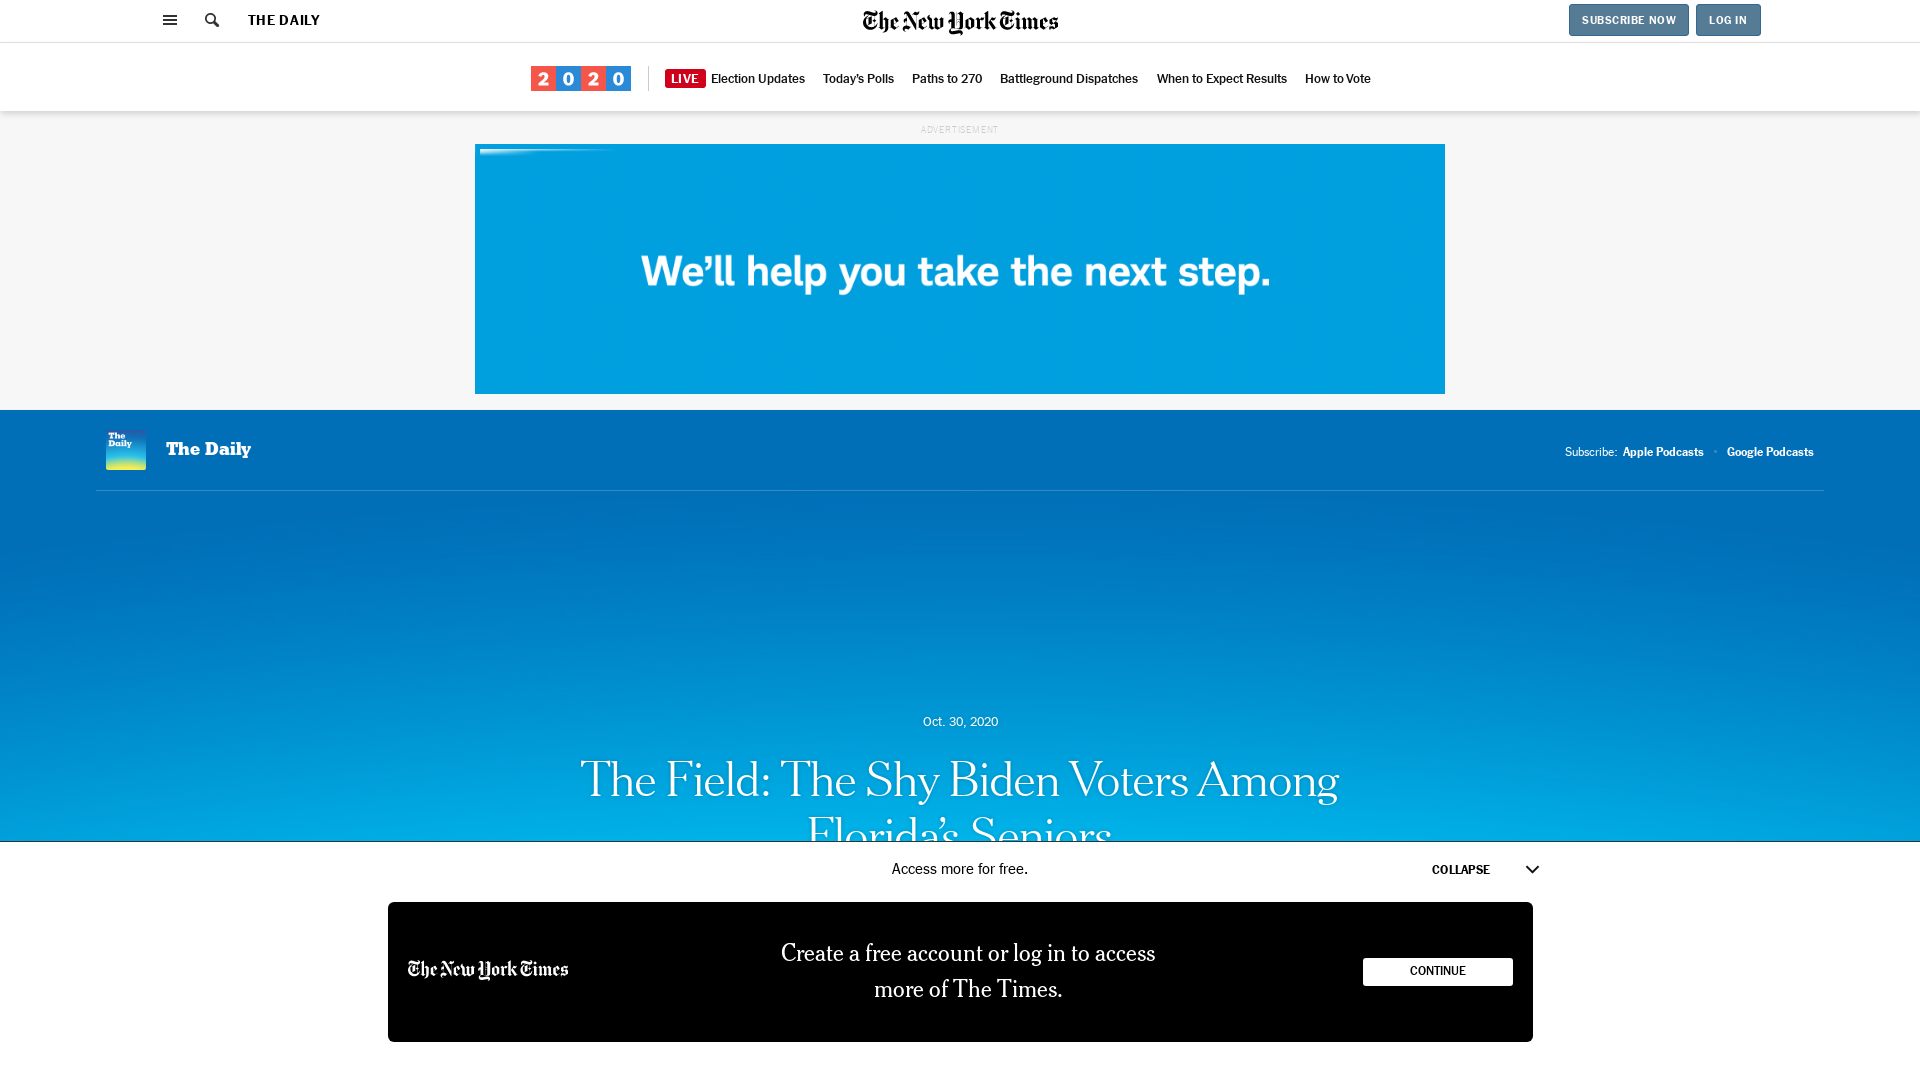 THE DAILY
The New York Times
SUBSCRIBE NOW
LOG IN
2020
LIVE Election Updates
Today's Polls
Paths to 270
Battleground Dispatches
When to Expect Results
How to Vote
ADVERTISEMENT
We'll help you take the next step.
The Daily
The Daily
Subscribe: Apple Podcasts • Google Podcasts
Oct. 30, 2020
The Field: The Shy Biden Voters Among
Florida's Seniors
Access more for free.
COLLAPSE
The New York Times
Create a free account or log in to access
more of The Times.
CONTINUE